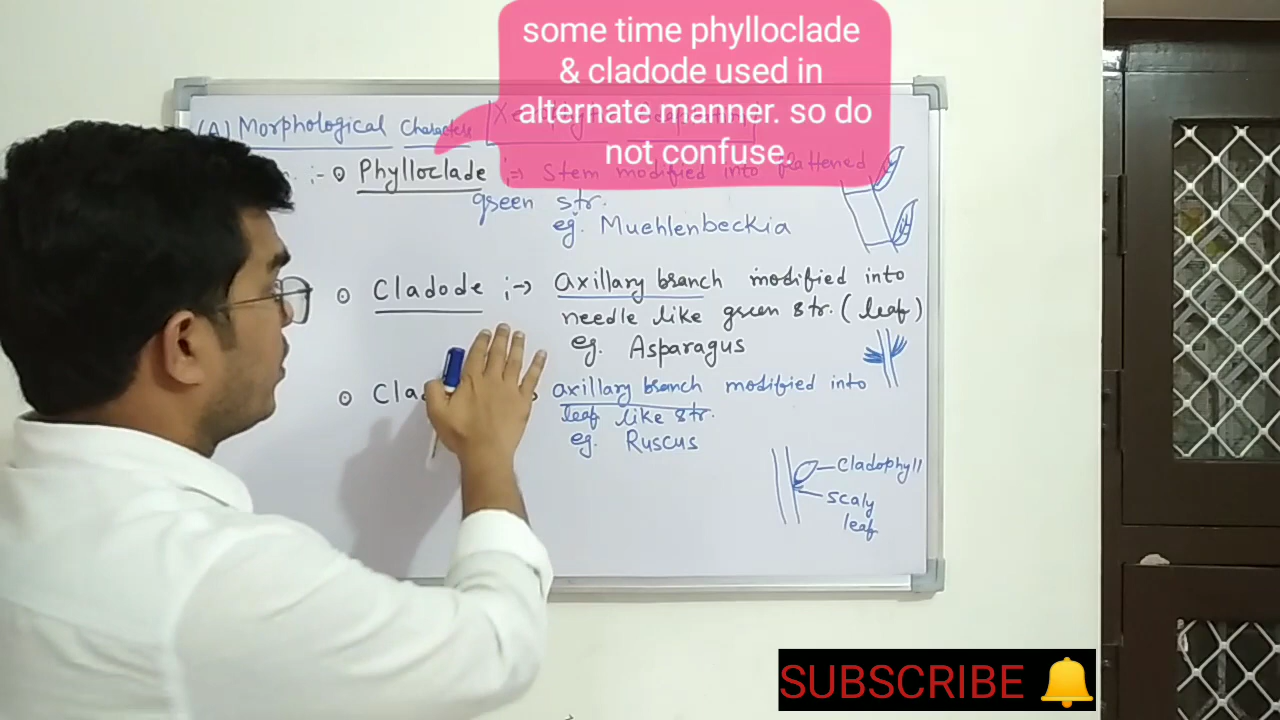 some time phylloclade
& cladode used in
alternate manner. so do
not confuse.
(A) Morphological Characters
:- ⊙ Phylloclade ;→ Stem modified into flattened
green str.
eg. Muehlenbeckia
⊙ Cladode ;→ axillary branch modified into
needle like green str. (leaf)
eg. Asparagus
⊙ axillary branch modified into
leaf like str.
eg. Ruscus
Cladophyll
Scaly
leaf
SUBSCRIBE 🔔